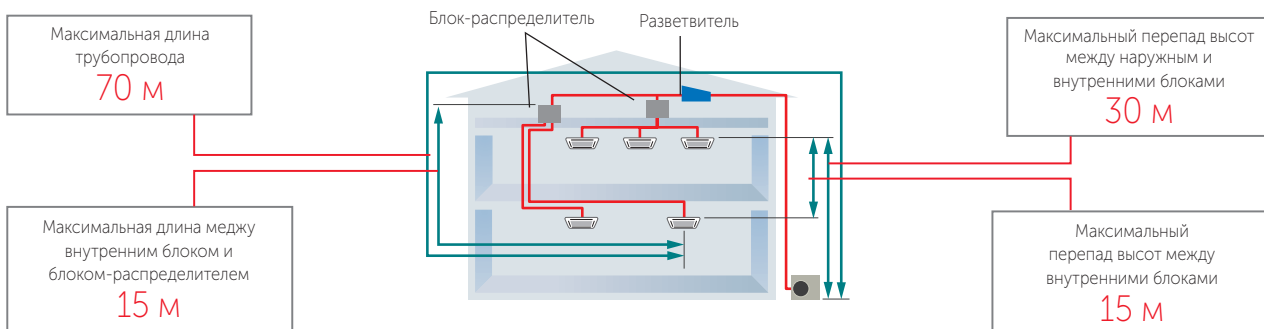 Блок-распределитель
Разветвитель
Максимальная длина
трубопровода
70 м
Максимальная длина меджу
внутренним блоком и
блоком-распределителем
15 м
Максимальный перепад высот
между наружным и
внутренними блоками
30 м
Максимальный
перепад высот между
внутренними блоками
15 м